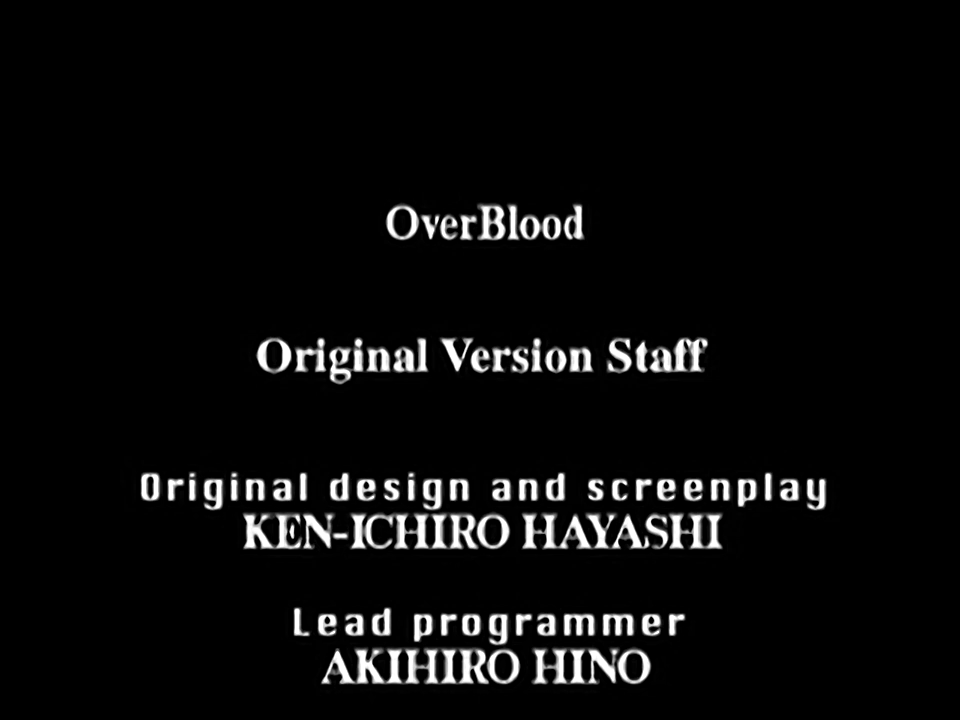 OverBlood
Original Version Staff
Original design and screenplay
KEN-ICHIRO HAYASHI
Lead programmer
AKIHIRO HINO